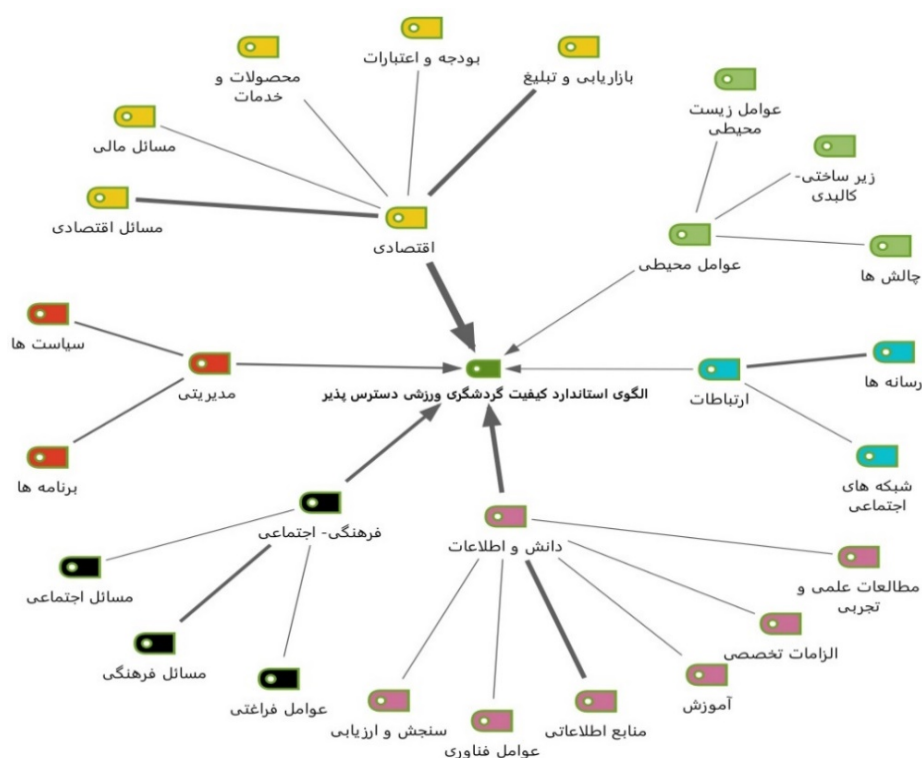 بودجه و اعتبارات
بازاریابی و تبلیغ
محصولات و
خدمات
عوامل زیست
محیطی
مسائل مالی
زیر ساختی-
کالبدی
مسائل اقتصادی
اقتصادی
عوامل محیطی
چالش ها
سیاست ها
مدیریتی
رسانه ها
ارتباطات
الگوی استاندارد کیفیت گردشگری ورزشی دسترس پذیر
برنامه ها
شبکه های
اجتماعی
فرهنگی- اجتماعی
دانش و اطلاعات
مطالعات علمی و
تجربی
مسائل اجتماعی
الزامات تخصصی
مسائل فرهنگی
آموزش
عوامل فراغتی
سنجش و ارزیابی
منابع اطلاعاتی
عوامل فناوری